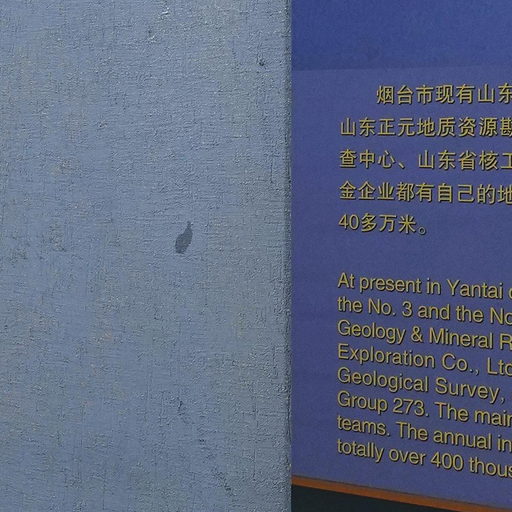 烟台市现有山东
山东正元地质资源勘
查中心、山东省核工
金企业都有自己的地
40多万米。
At present in Yantai
the No. 3 and the No
Geology & Mineral R
Exploration Co., Ltd
Geological Survey,
Group 273. The main
teams. The annual in
totally over 400 thous